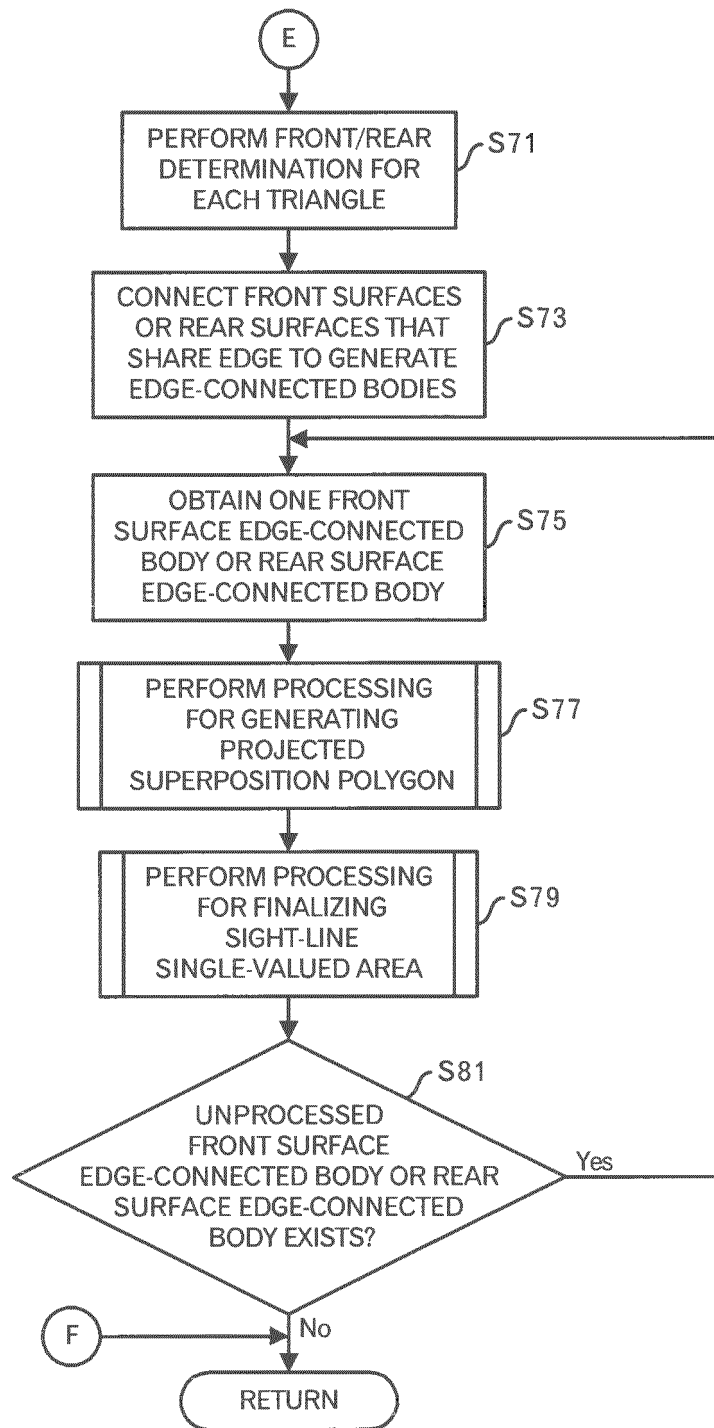 E
PERFORM FRONT/REAR
DETERMINATION FOR
EACH TRIANGLE
S71
CONNECT FRONT SURFACES
OR REAR SURFACES THAT
SHARE EDGE TO GENERATE
EDGE-CONNECTED BODIES
S73
OBTAIN ONE FRONT
SURFACE EDGE-CONNECTED
BODY OR REAR SURFACE
EDGE-CONNECTED BODY
S75
PERFORM PROCESSING
FOR GENERATING
PROJECTED
SUPERPOSITION POLYGON
S77
PERFORM PROCESSING
FOR FINALIZING
SIGHT-LINE
SINGLE-VALUED AREA
S79
S81
UNPROCESSED
FRONT SURFACE
EDGE-CONNECTED BODY OR REAR
SURFACE EDGE-CONNECTED
BODY EXISTS?
Yes
F
No
RETURN